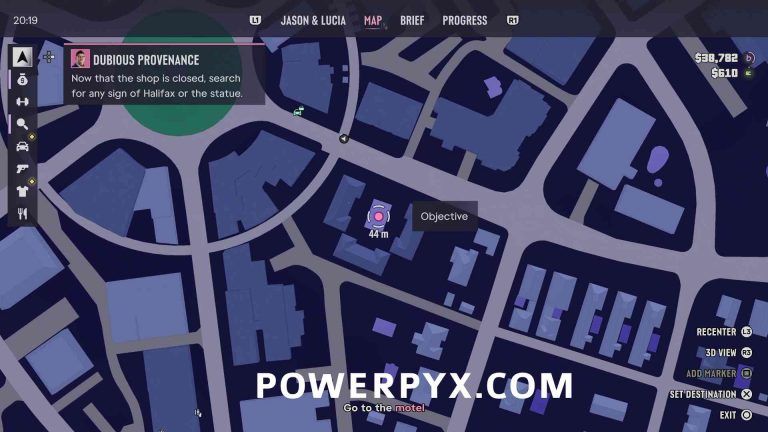 20:19
L1 JASON & LUCIA MAP BRIEF PROGRESS R1
DUBIOUS PROVENANCE
Now that the shop is closed, search
for any sign of Halifax or the statue.
$38,782
$610
Objective
44 m
RECENTER L3
3D VIEW R3
ADD MARKER
SET DESTINATION
EXIT
POWERPYX.COM
Go to the motel